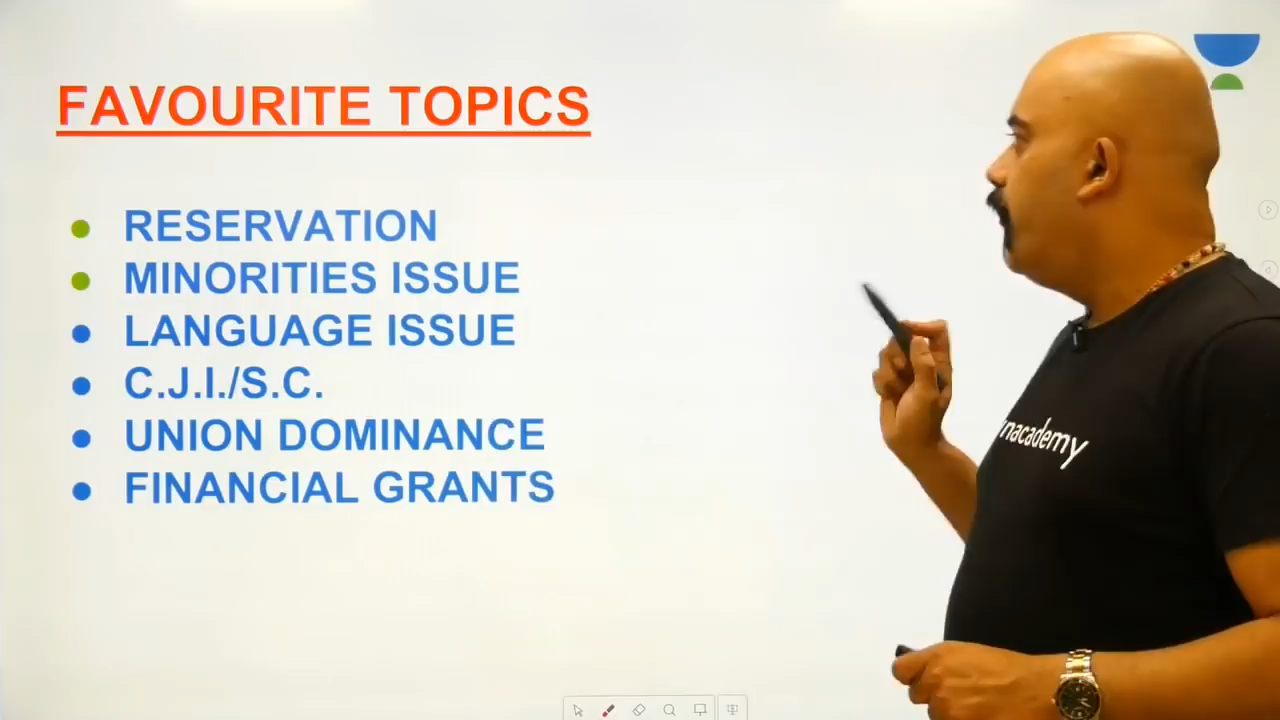 FAVOURITE TOPICS
RESERVATION
MINORITIES ISSUE
LANGUAGE ISSUE
C.J.I./S.C.
UNION DOMINANCE
FINANCIAL GRANTS
nacademy